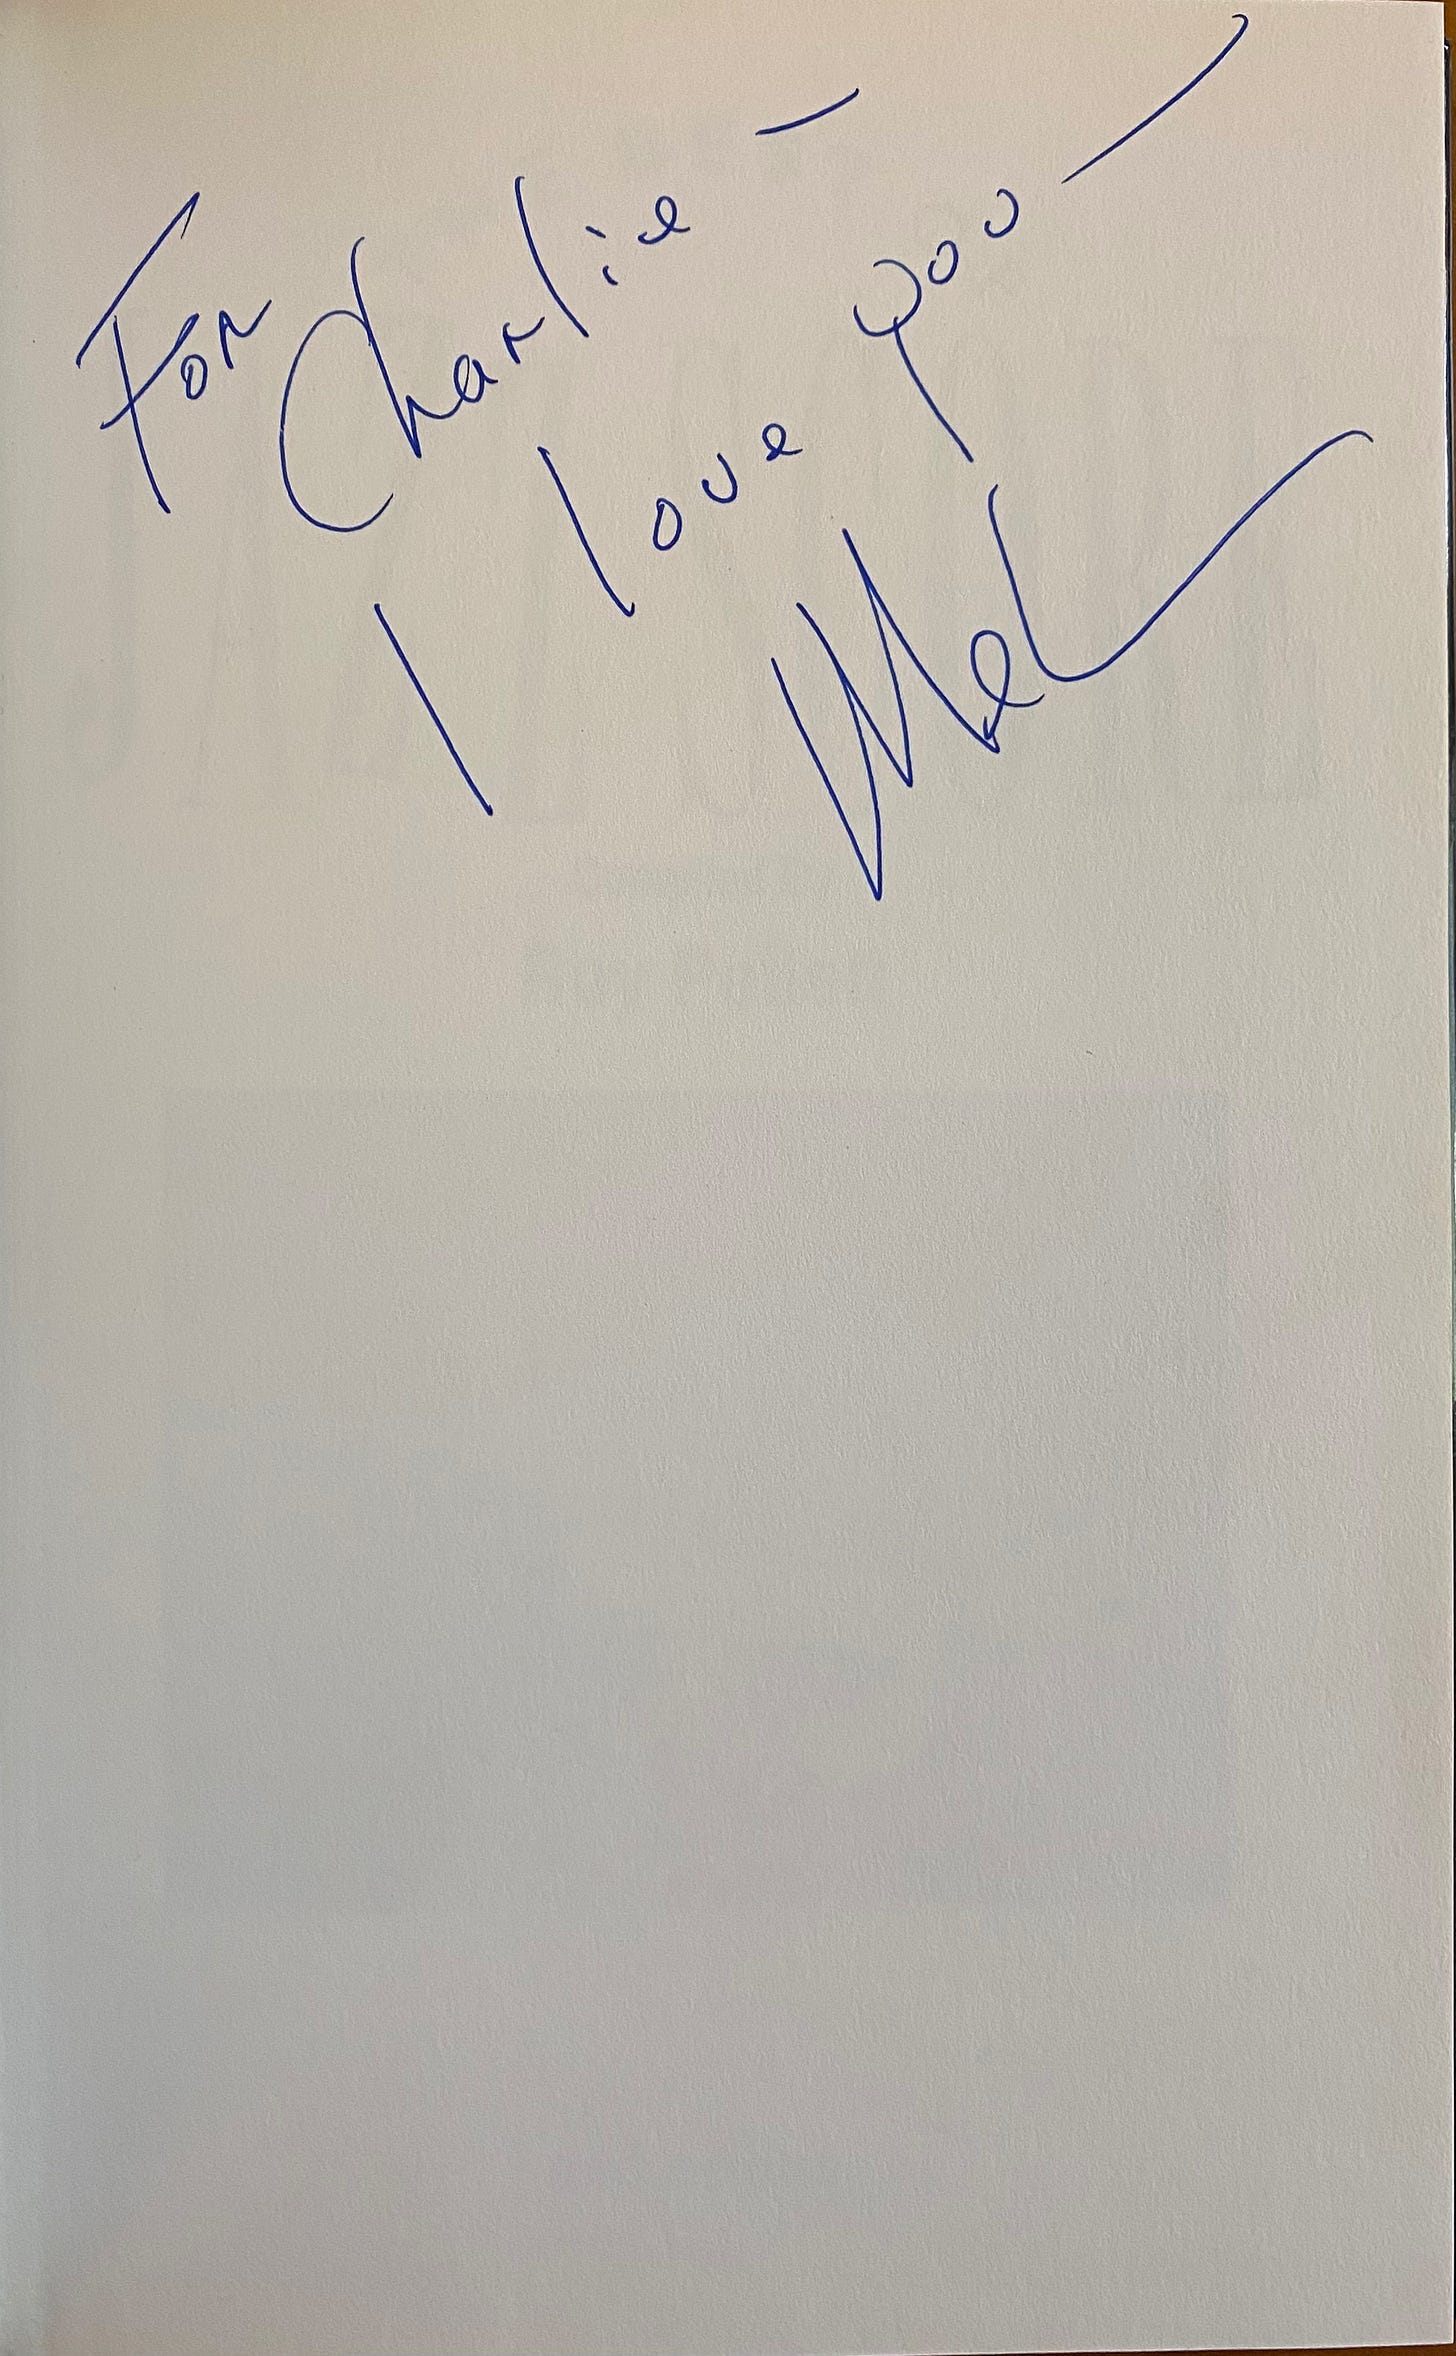 For Charlie —
I love you —
Mel